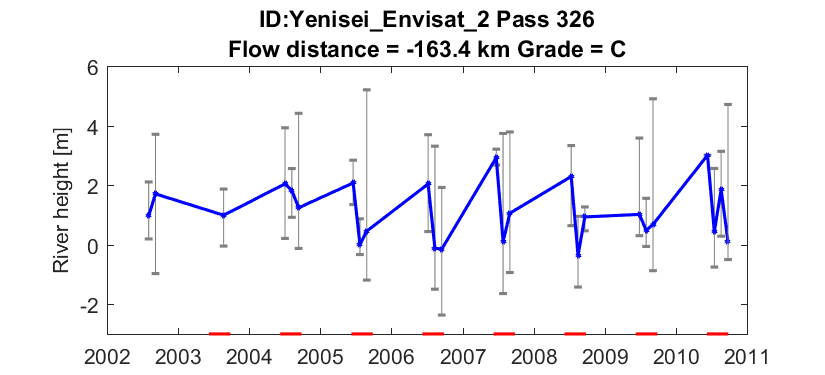 ID:Yenisei_Envisat_2 Pass 326
Flow distance = -163.4 km Grade = C
River height [m]
6
4
2
0
-2
2002 2003 2004 2005 2006 2007 2008 2009 2010 2011